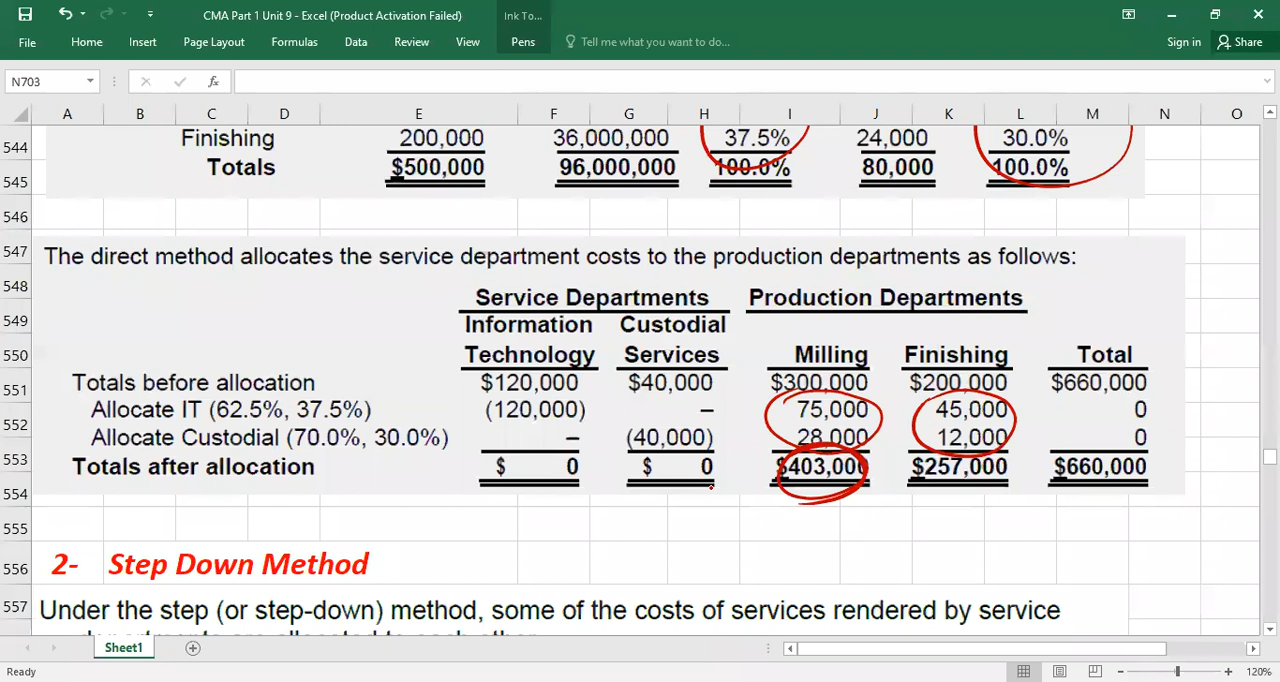 CMA Part 1 Unit 9 - Excel (Product Activation Failed)
Ink To...
File Home Insert Page Layout Formulas Data Review View Pens Tell me what you want to do... Sign in Share
N703 fx
A B C D E F G H I J K L M N O
544 Finishing 200,000 36,000,000 37.5% 24,000 30.0%
545 Totals $500,000 96,000,000 100.0% 80,000 100.0%
546
547 The direct method allocates the service department costs to the production departments as follows:
548 Service Departments Production Departments
549 Information Custodial
550 Technology Services Milling Finishing Total
551 Totals before allocation $120,000 $40,000 $300,000 $200,000 $660,000
552 Allocate IT (62.5%, 37.5%) (120,000) – 75,000 45,000 0
Allocate Custodial (70.0%, 30.0%) – (40,000) 28,000 12,000 0
553 Totals after allocation $ 0 $ 0 $403,000 $257,000 $660,000
554
555
556 2- Step Down Method
557 Under the step (or step-down) method, some of the costs of services rendered by service
departments are allocated to each other
Sheet1
Ready 120%